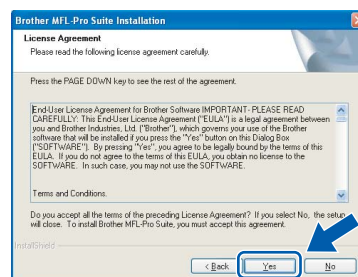 Brother MFL-Pro Suite Installation
License Agreement
Please read the following license agreement carefully.
Press the PAGE DOWN key to see the rest of the agreement.
End-User License Agreement for Brother Software IMPORTANT- PLEASE READ
CAREFULLY: This End-User License Agreement ("EULA") is a legal agreement between
you and Brother Industries, Ltd. ("Brother"), which governs your use of the Brother
software that will be installed if you press the "Yes" button on this Dialog Box
("SOFTWARE"). By pressing "Yes", you agree to be legally bound by the terms of this
EULA. If you do not agree to the terms of this EULA, you obtain no license to the
SOFTWARE. In such case, you may not use the SOFTWARE.
Terms and Conditions.
Do you accept all the terms of the preceding License Agreement? If you select No, the setup
will close. To install Brother MFL-Pro Suite, you must accept this agreement.
InstallShield
< Back
Yes
No